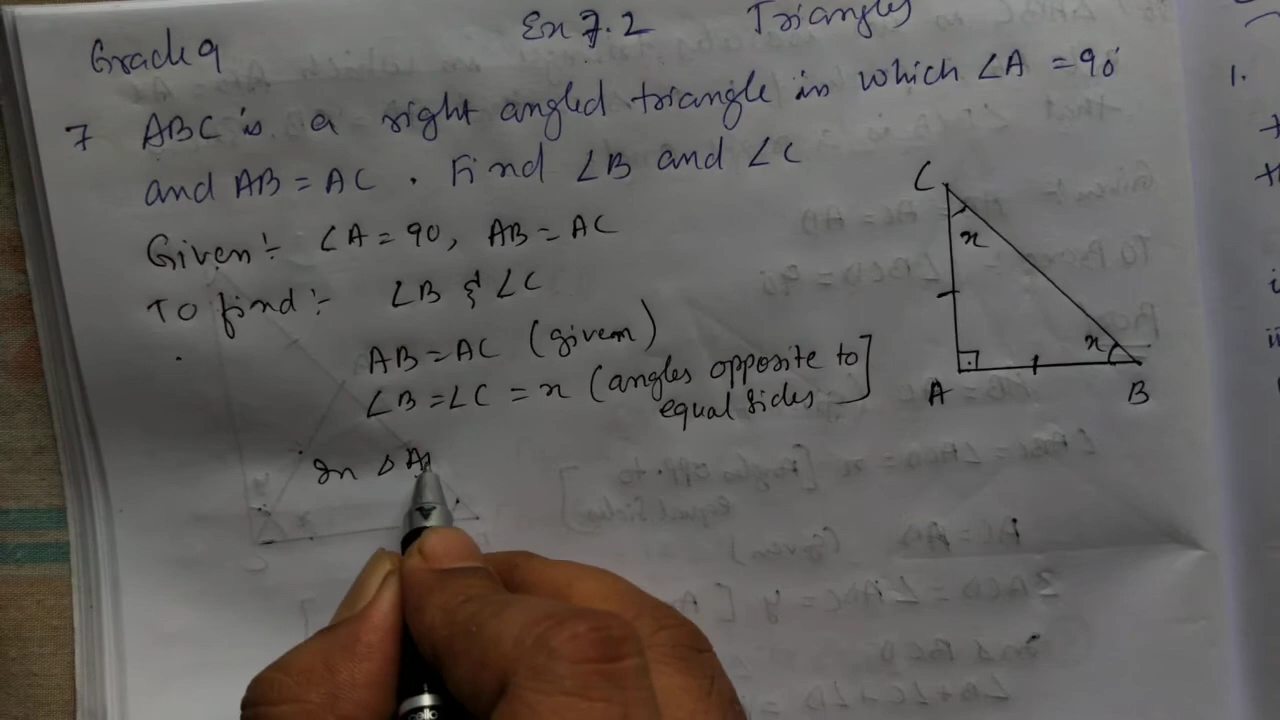 Grade 9
Ex 7.2 Triangles
7 ABC is a right angled triangle in which ∠A = 90°
and AB = AC . Find ∠B and ∠C
Given :- ∠A = 90, AB = AC
To find :- ∠B & ∠C
AB = AC (given)
∠B = ∠C = x (angles opposite to
equal sides]
In △ A
C
x
x
A
B
1.
cello